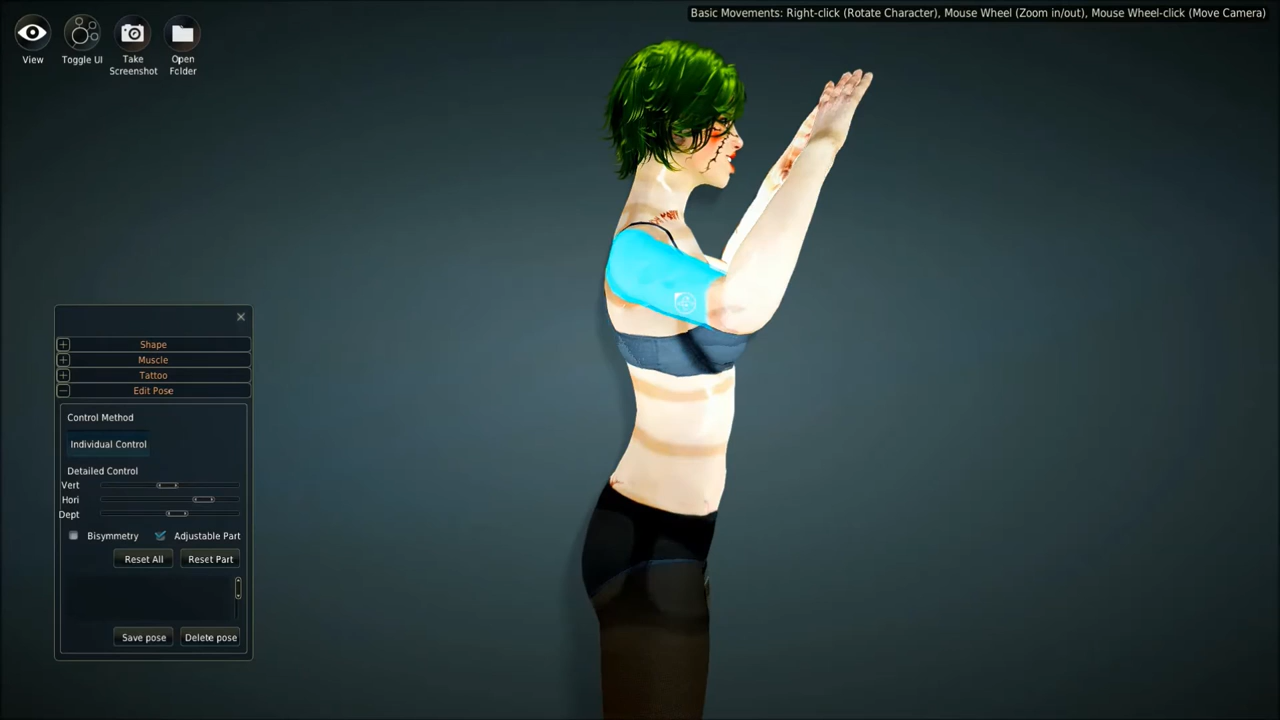 Basic Movements: Right-click (Rotate Character), Mouse Wheel (Zoom in/out), Mouse Wheel-click (Move Camera)
View
Toggle UI
Take Screenshot
Open Folder
Shape
Muscle
Tattoo
Edit Pose
Control Method
Individual Control
Detailed Control
Vert
Hori
Dept
Bisymmetry
Adjustable Part
Reset All
Reset Part
Save pose
Delete pose